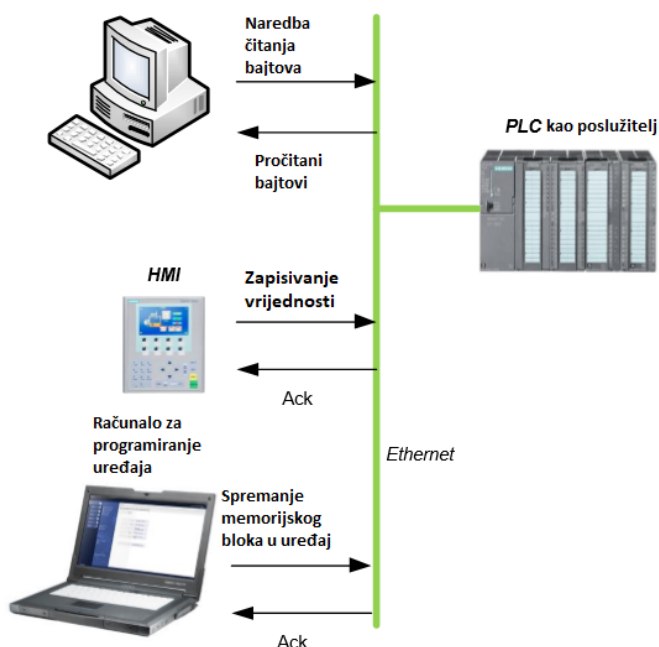 Naredba
čitanja
bajtova
PLC kao poslužitelj
Pročitani
bajtovi
HMI
Zapisivanje
vrijednosti
Ack
Računalo za
programiranje
uređaja
Ethernet
Spremanje
memorijskog
bloka u uređaj
Ack